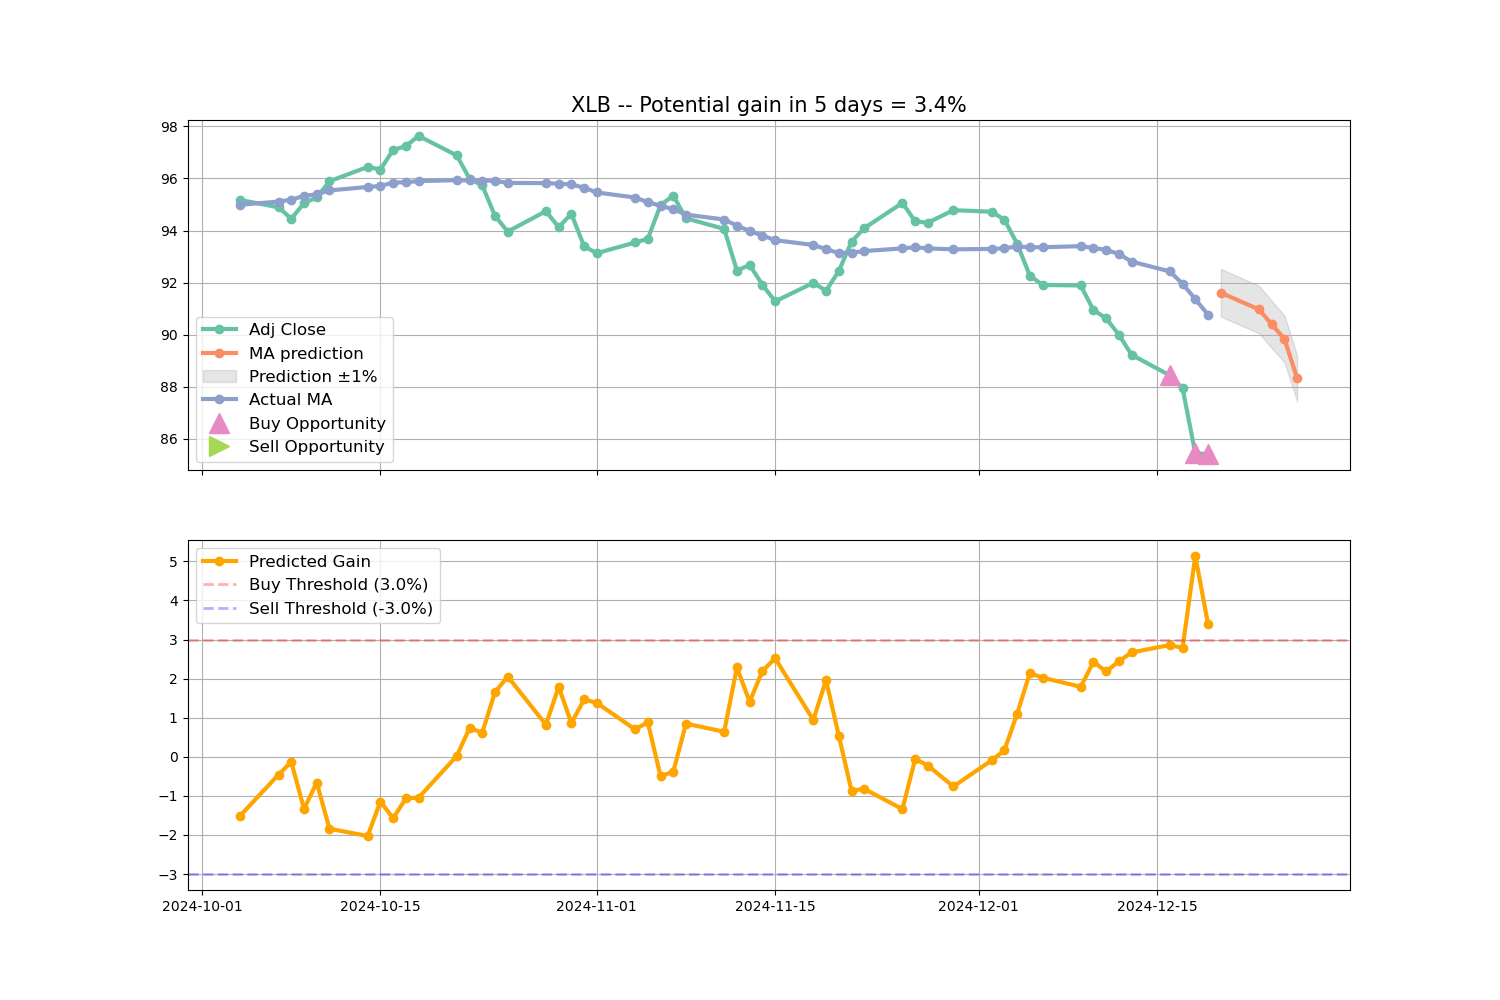 XLB -- Potential gain in 5 days = 3.4%
98
96
94
92
90
88
86
Adj Close
MA prediction
Prediction ±1%
Actual MA
Buy Opportunity
Sell Opportunity
5
4
3
2
1
0
−1
−2
−3
Predicted Gain
Buy Threshold (3.0%)
Sell Threshold (-3.0%)
2024-10-01 2024-10-15 2024-11-01 2024-11-15 2024-12-01 2024-12-15